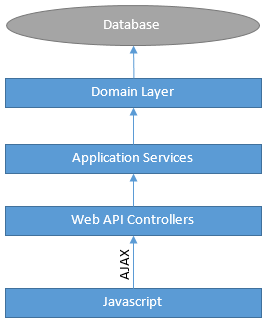 Database
Domain Layer
Application Services
Web API Controllers
AJAX
Javascript